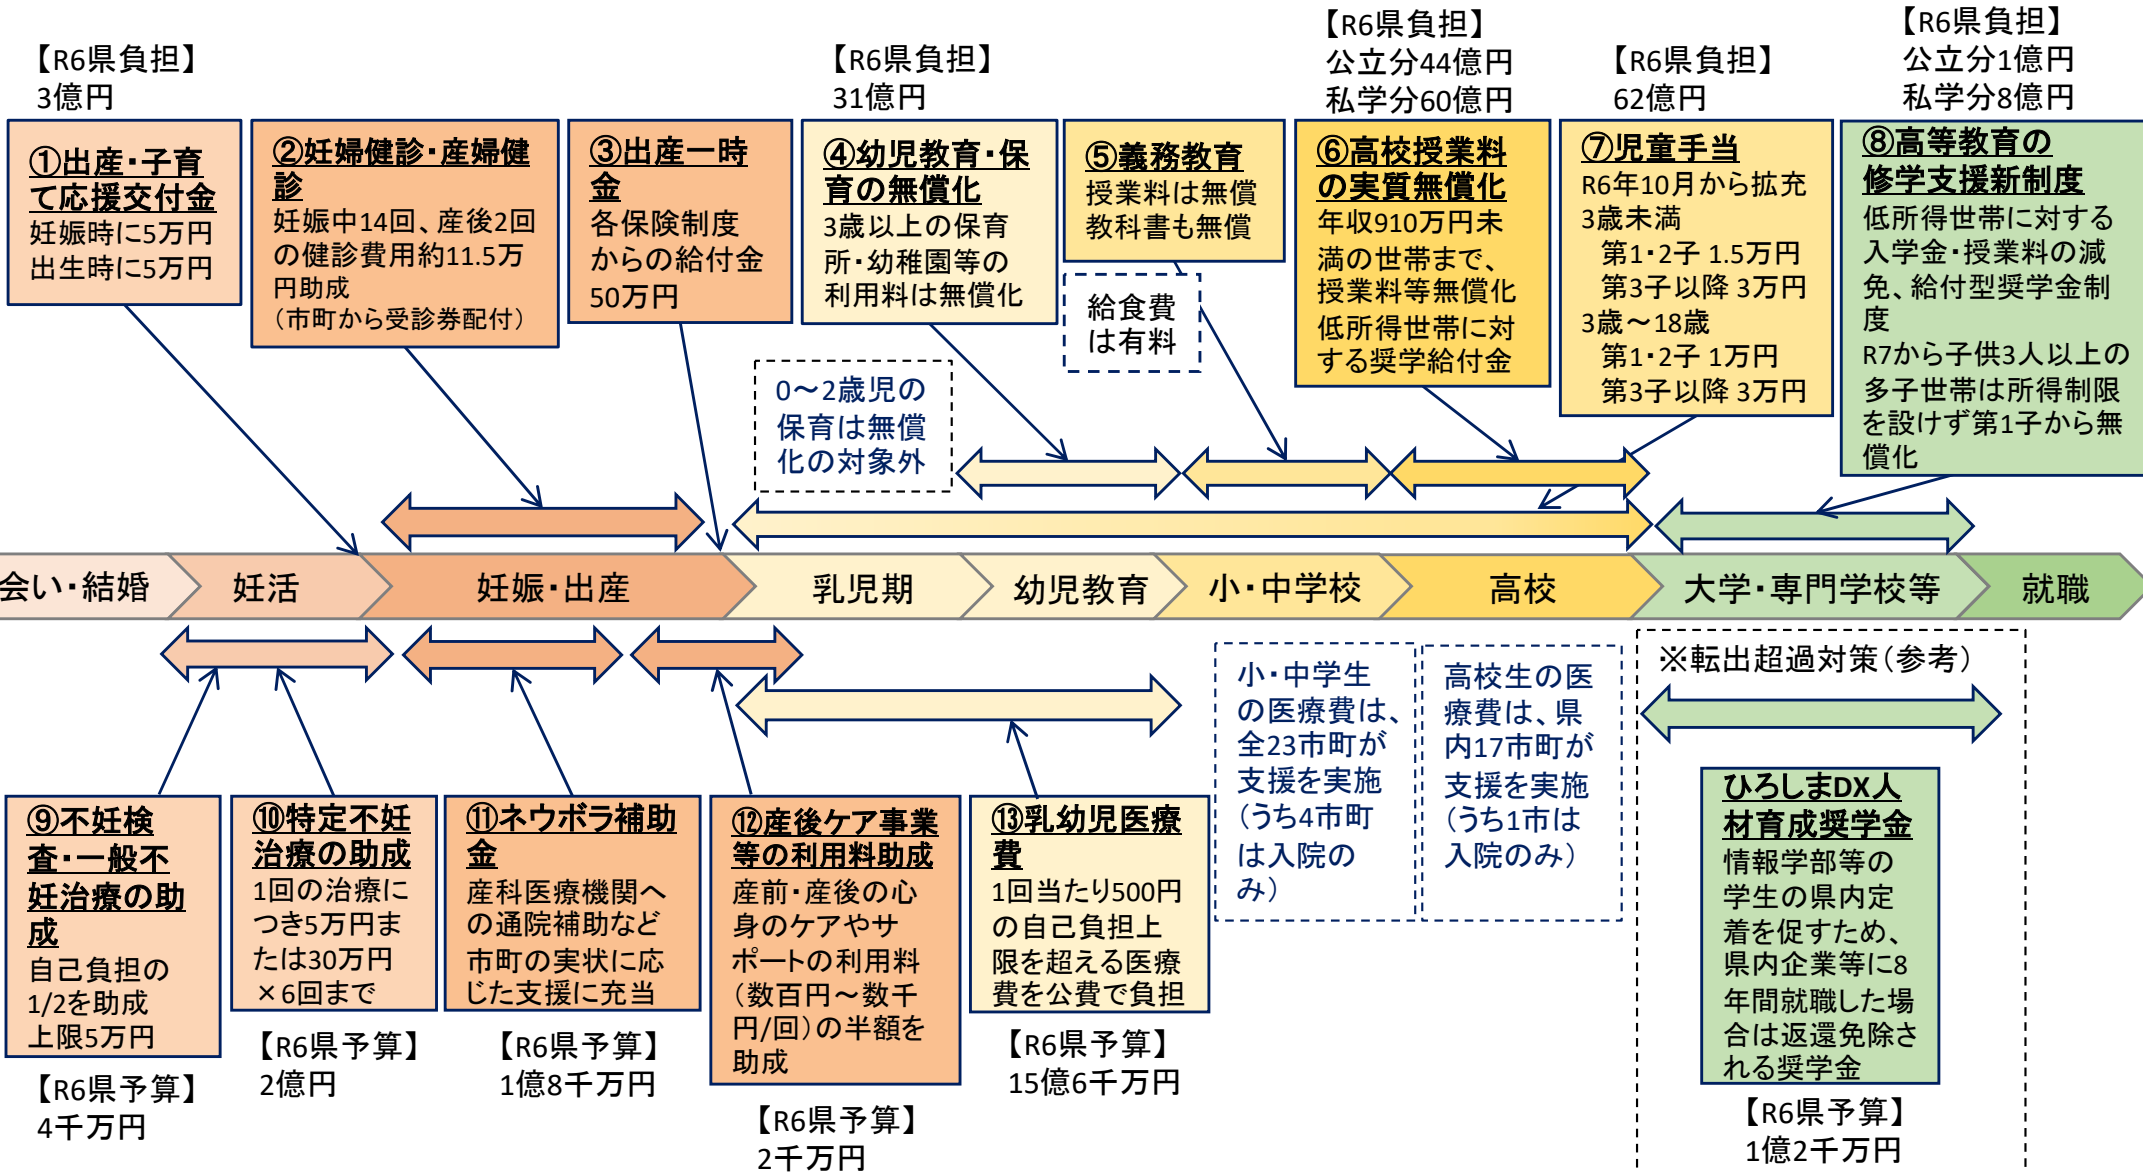 【R6県負担】
3億円
①出産・子育
て応援交付金
妊娠時に5万円
出生時に5万円
②妊婦健診・産婦健
診
妊娠中14回、産後2回
の健診費用約11.5万
円助成
（市町から受診券配付）
③出産一時
金
各保険制度
からの給付金
50万円
【R6県負担】
31億円
④幼児教育・保
育の無償化
3歳以上の保育
所・幼稚園等の
利用料は無償化
0～2歳児の
保育は無償
化の対象外
⑤義務教育
授業料は無償
教科書も無償
給食費
は有料
【R6県負担】
公立分44億円
私学分60億円
⑥高校授業料
の実質無償化
年収910万円未
満の世帯まで、
授業料等無償化
低所得世帯に対
する奨学給付金
【R6県負担】
62億円
⑦児童手当
R6年10月から拡充
3歳未満
第1・2子 1.5万円
第3子以降 3万円
3歳～18歳
第1・2子 1万円
第3子以降 3万円
【R6県負担】
公立分1億円
私学分8億円
⑧高等教育の
修学支援新制度
低所得世帯に対する
入学金・授業料の減
免、給付型奨学金制
度
R7から子供3人以上の
多子世帯は所得制限
を設けず第1子から無
償化
会い・結婚
妊活
妊娠・出産
乳児期
幼児教育
小・中学校
高校
大学・専門学校等
就職
⑨不妊検
査・一般不
妊治療の助
成
自己負担の
1/2を助成
上限5万円
【R6県予算】
4千万円
⑩特定不妊
治療の助成
1回の治療に
つき5万円ま
たは30万円
×6回まで
【R6県予算】
2億円
⑪ネウボラ補助
金
産科医療機関へ
の通院補助など
市町の実状に応
じた支援に充当
【R6県予算】
1億8千万円
⑫産後ケア事業
等の利用料助成
産前・産後の心
身のケアやサ
ポートの利用料
（数百円～数千
円/回）の半額を
助成
【R6県予算】
2千万円
⑬乳幼児医療
費
1回当たり500円
の自己負担上
限を超える医療
費を公費で負担
【R6県予算】
15億6千万円
小・中学生
の医療費は、
全23市町が
支援を実施
（うち4市町
は入院の
み）
高校生の医
療費は、県
内17市町が
支援を実施
（うち1市は
入院のみ）
※転出超過対策（参考）
ひろしまDX人
材育成奨学金
情報学部等の
学生の県内定
着を促すため、
県内企業等に8
年間就職した場
合は返還免除さ
れる奨学金
【R6県予算】
1億2千万円